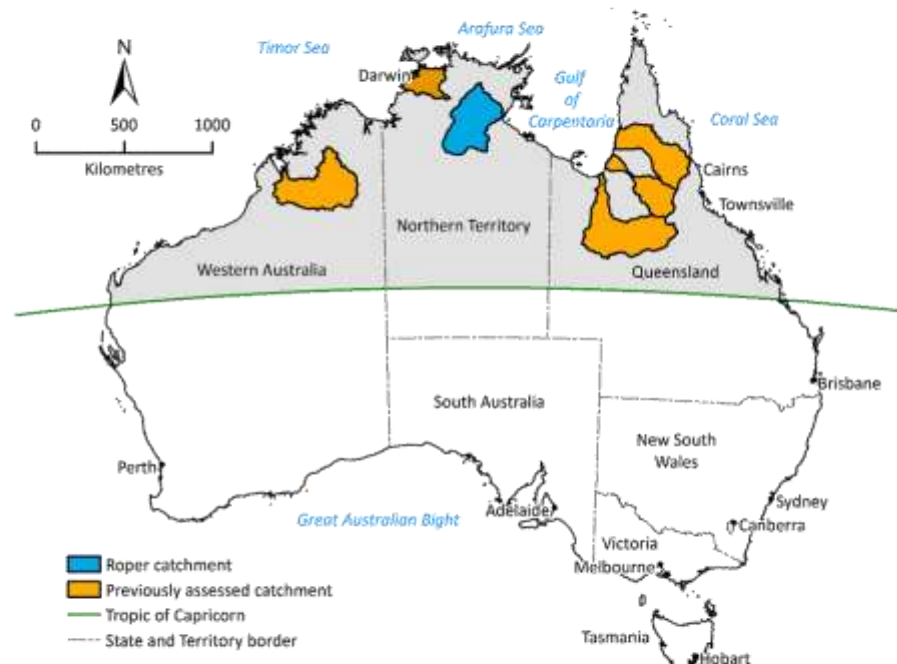 Arafura Sea
Timor Sea
N
Darwin
Gulf
of
Carpentaria
Coral Sea
0 500 1000
Kilometres
Cairns
Townsville
Northern Territory
Western Australia
Queensland
Brisbane
South Australia
New South
Wales
Perth
Sydney
Adelaide
Great Australian Bight
Canberra
Victoria
Melbourne
Roper catchment
Previously assessed catchment
Tropic of Capricorn
State and Territory border
Tasmania
Hobart